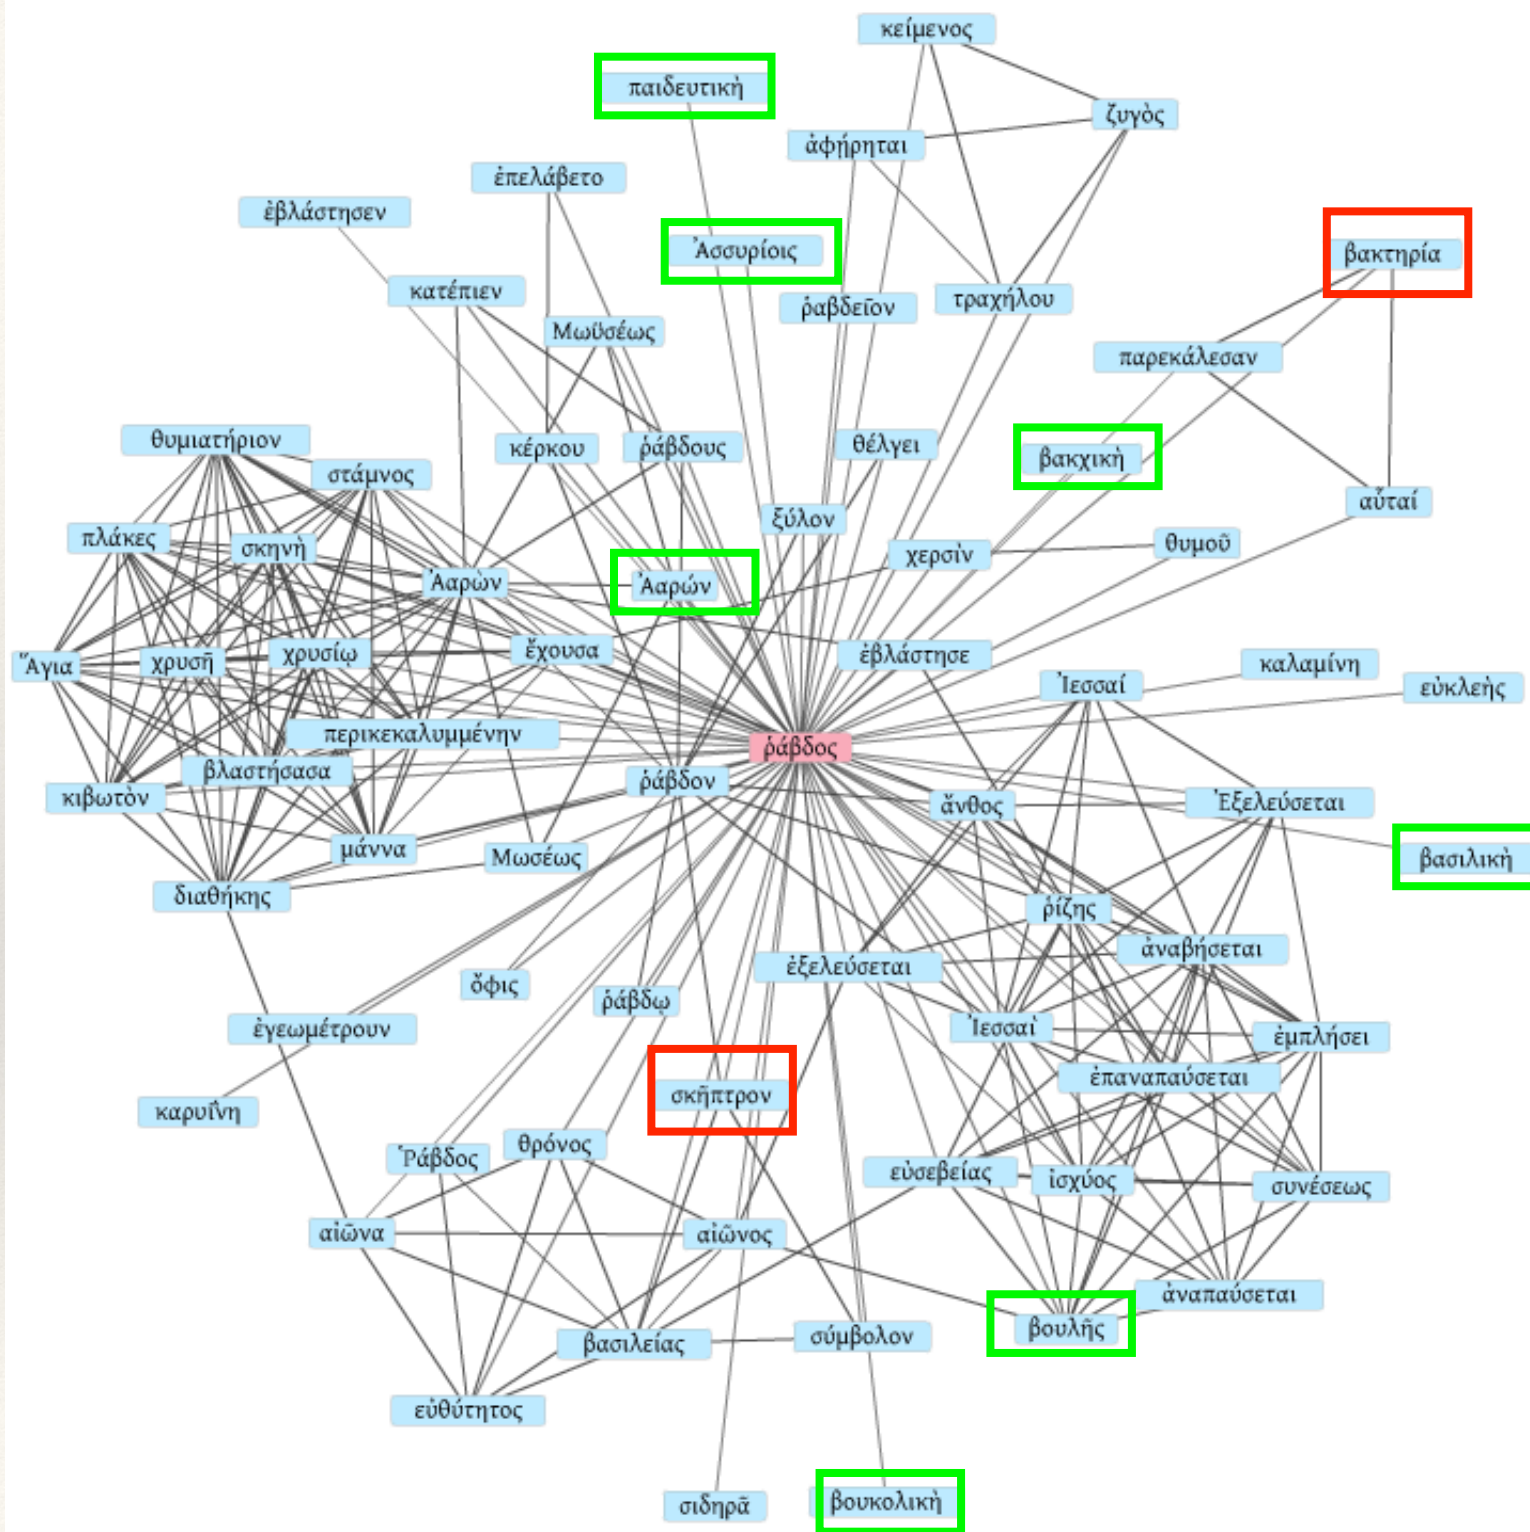 κείμενος
παιδευτικὴ
ζυγὸς
ἀφῄρηται
ἐπελάβετο
ἐβλάστησεν
Ἀσσυρίοις
βακτηρία
κατέπιεν
ῥαβδεῖον
τραχήλου
Μωϋσέως
παρεκάλεσαν
θυμιατήριον
κέρκου
ῥάβδους
θέλγει
βακχικὴ
στάμνος
αὗταί
ξύλον
πλάκες
σκηνὴ
χερσὶν
θυμοῦ
Ἀαρὼν
Ἀαρών
Ἅγια
χρυσῆ
χρυσίῳ
ἔχουσα
ἐβλάστησε
καλαμίνη
Ἰεσσαί
εὐκλεὴς
περικεκαλυμμένην
ῥάβδος
βλαστήσασα
ῥάβδον
κιβωτὸν
ἄνθος
Ἐξελεύσεται
μάννα
Μωσέως
βασιλικὴ
διαθήκης
ῥίζης
ἀναβήσεται
ἐξελεύσεται
ὄφις
ῥάβδῳ
ἐγεωμέτρουν
Ἰεσσαὶ
ἐμπλήσει
ἐπαναπαύσεται
σκῆπτρον
καρυΐνη
Ῥάβδος
θρόνος
εὐσεβείας
ἰσχύος
συνέσεως
αἰῶνα
αἰῶνος
ἀναπαύσεται
βουλῆς
βασιλείας
σύμβολον
εὐθύτητος
σιδηρᾶ
βουκολικὴ